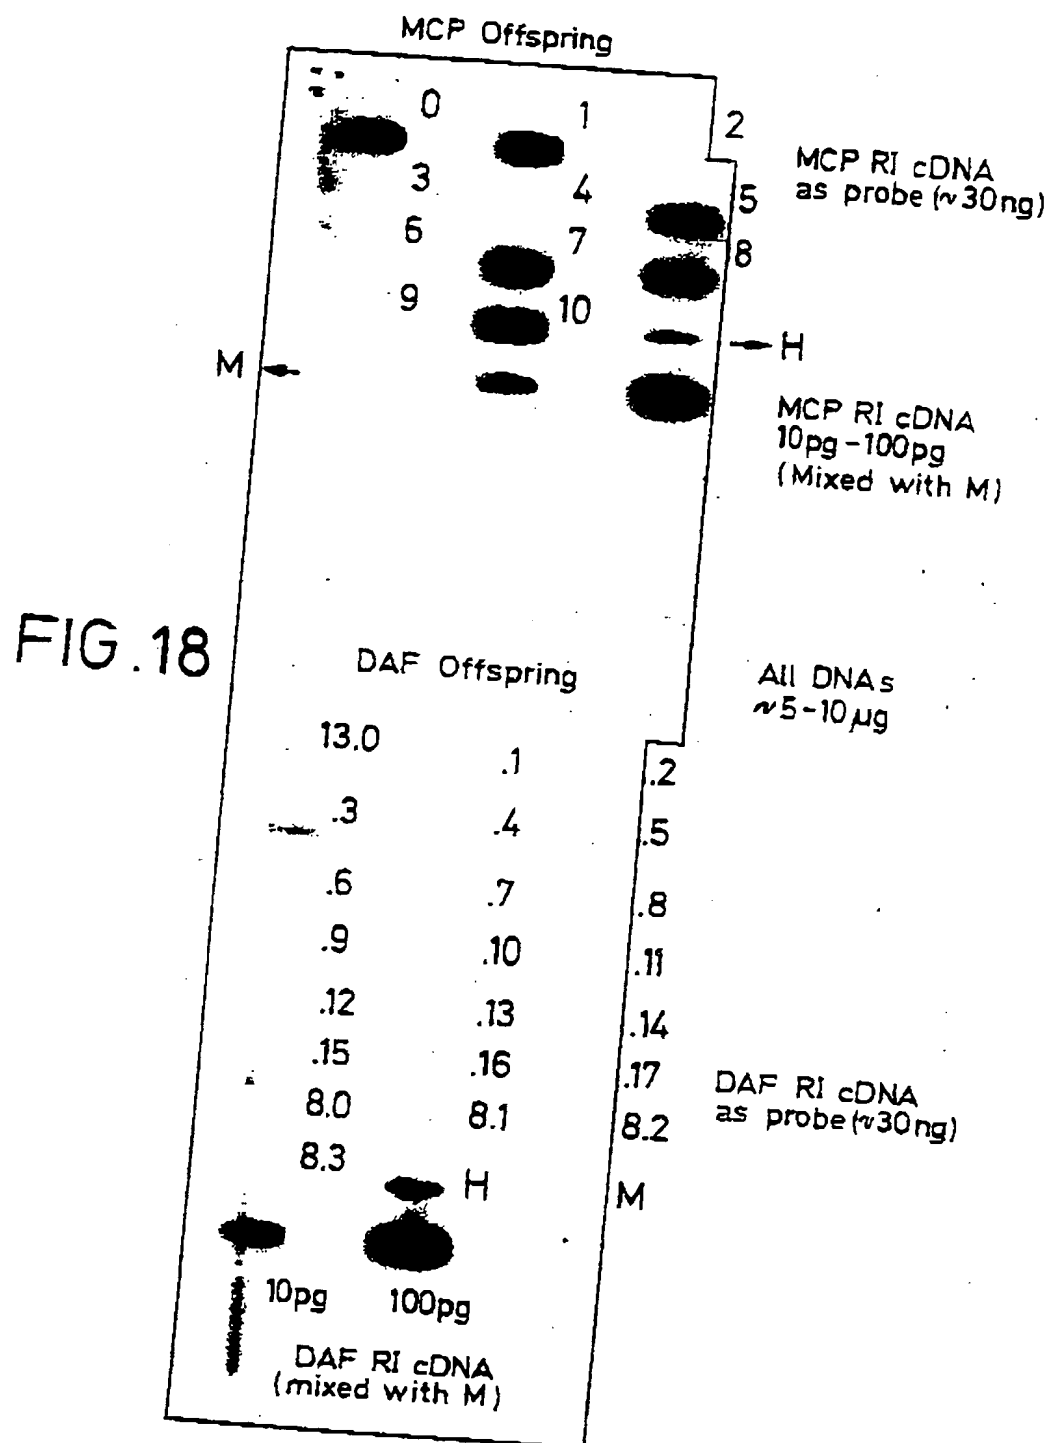 MCP Offspring
0 1 2
MCP RI cDNA
as probe (~30ng)
3 4 5
6 7 8
9 10
H
M
MCP RI cDNA
10pg-100pg
(Mixed with M)
FIG.18
DAF Offspring
All DNAs
~5-10µg
13.0 .1 .2
.3 .4 .5
.6 .7 .8
.9 .10 .11
.12 .13 .14
.15 .16 .17
DAF RI cDNA
as probe (~30ng)
8.0 8.1 8.2
8.3 H M
10pg 100pg
DAF RI cDNA
(mixed with M)